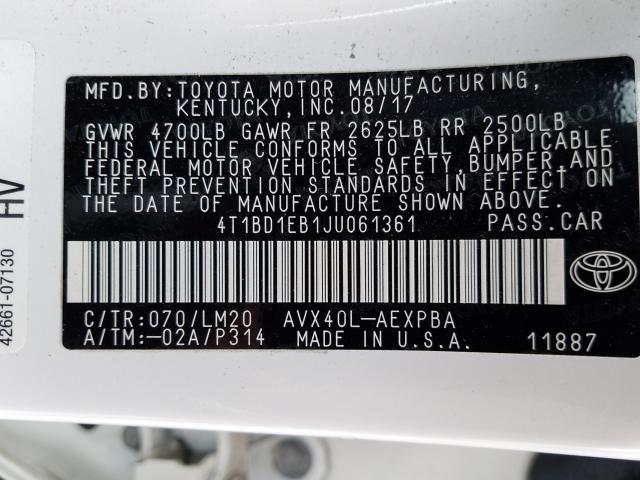 MFD.BY:TOYOTA MOTOR MANUFACTURING,
KENTUCKY,INC.08/17
GVWR 4700LB GAWR FR 2625LB RR 2500LB
THIS VEHICLE CONFORMS TO ALL APPLICABLE
FEDERAL MOTOR VEHICLE SAFETY,BUMPER,AND
THEFT PREVENTION STANDARDS IN EFFECT ON
THE DATE OF MANUFACTURE SHOWN ABOVE.
4T1BD1EB1JU061361 PASS.CAR
C/TR:070/LM20 AVX40L-AEXPBA
A/TM:-02A/P314 MADE IN U.S.A. 11887
42661-07130
HV